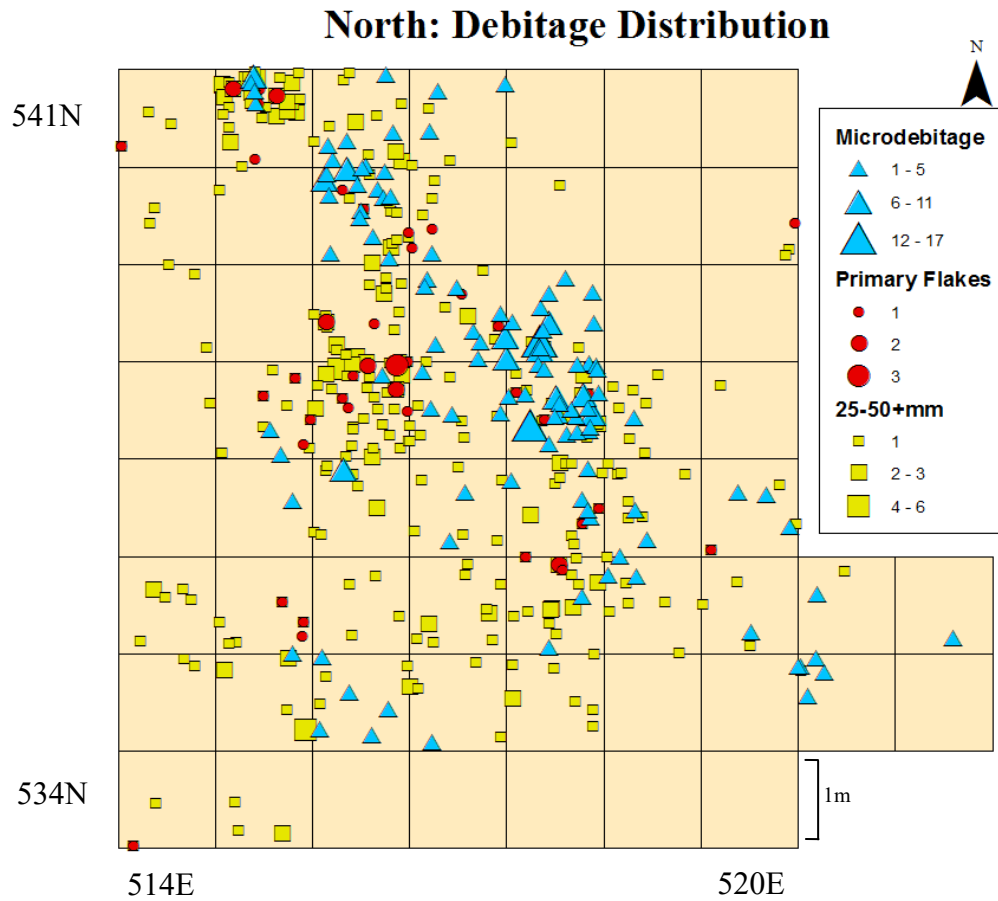 North: Debitage Distribution
N
541N
Microdebitage
1 - 5
6 - 11
12 - 17
Primary Flakes
1
2
3
25-50+mm
1
2 - 3
4 - 6
534N
1m
514E
520E